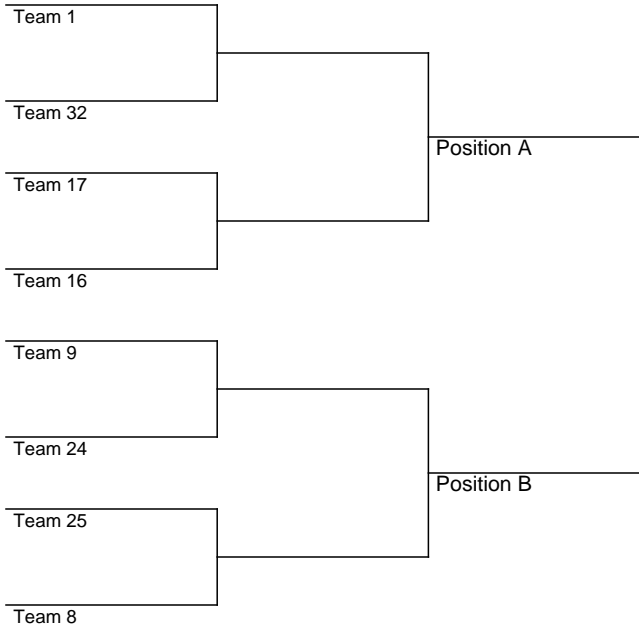 Team 1
Team 32
Position A
Team 17
Team 16
Team 9
Team 24
Position B
Team 25
Team 8